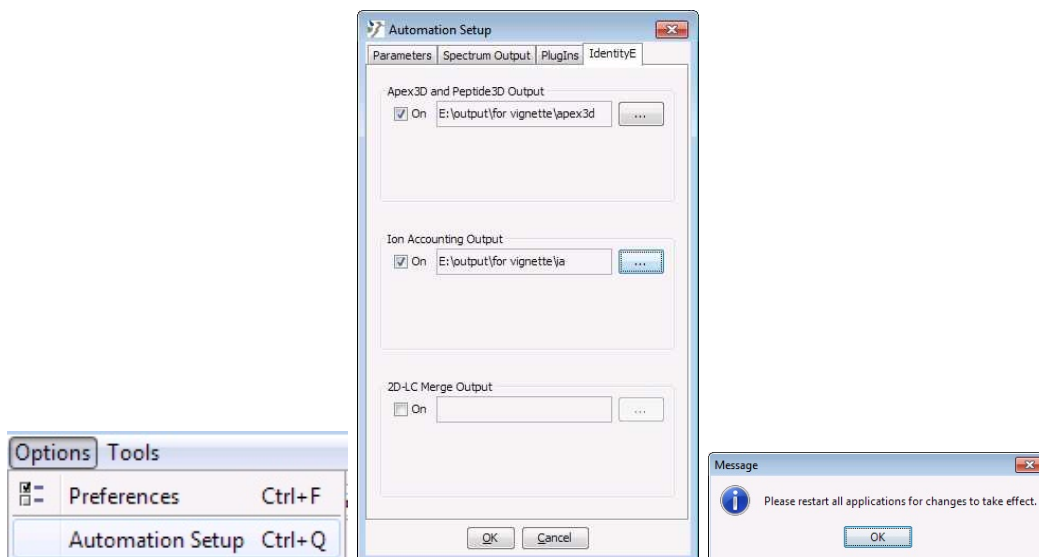 Options Tools
Preferences Ctrl+F
Automation Setup Ctrl+Q
Automation Setup
Parameters Spectrum Output PlugIns IdentityE
Apex3D and Peptide3D Output
On E:\output\for vignette\apex3d ...
Ion Accounting Output
On E:\output\for vignette\ia ...
2D-LC Merge Output
On ...
OK Cancel
Message
Please restart all applications for changes to take effect.
OK